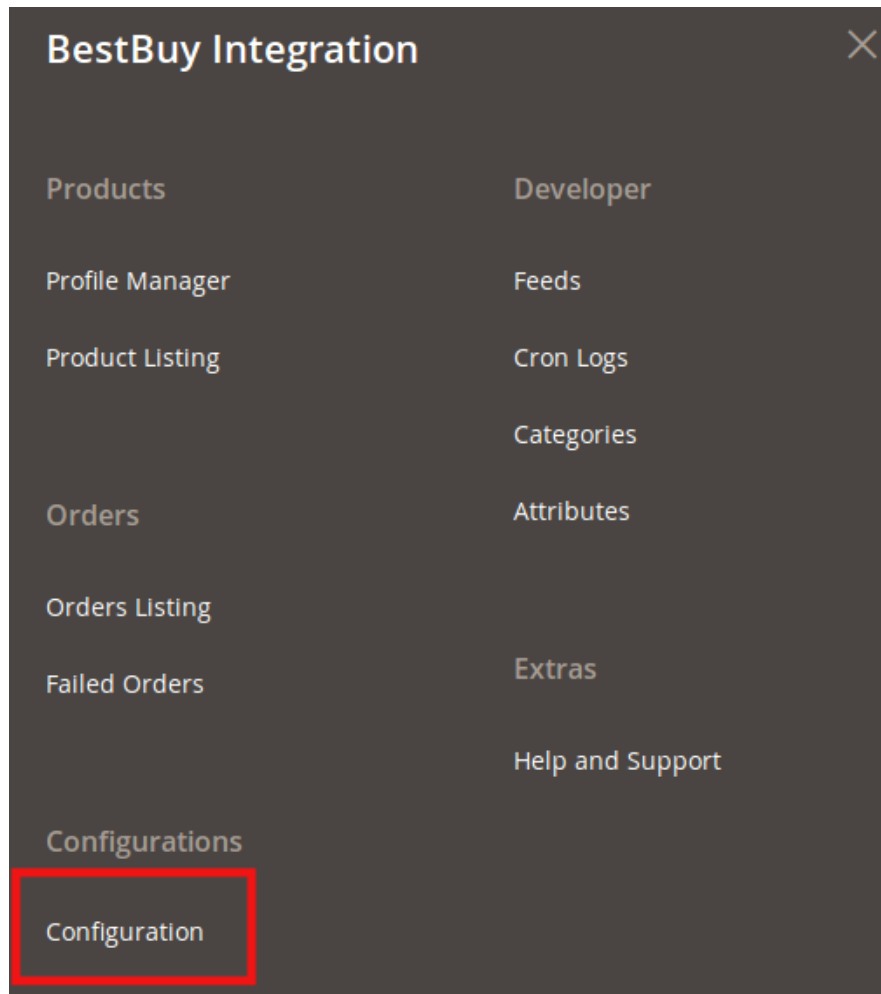 BestBuy Integration
Products
Profile Manager
Product Listing
Orders
Orders Listing
Failed Orders
Configurations
Configuration
Developer
Feeds
Cron Logs
Categories
Attributes
Extras
Help and Support